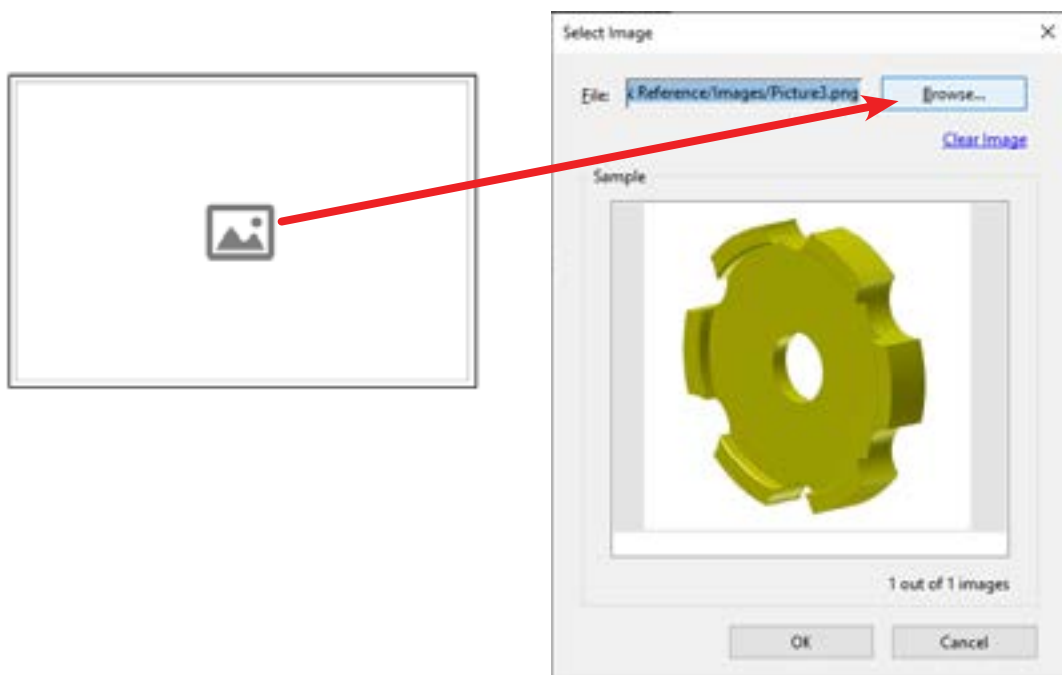 Select Image
File: k Reference/Images/Picture3.png Browse...
Clear Image
Sample
1 out of 1 images
OK Cancel